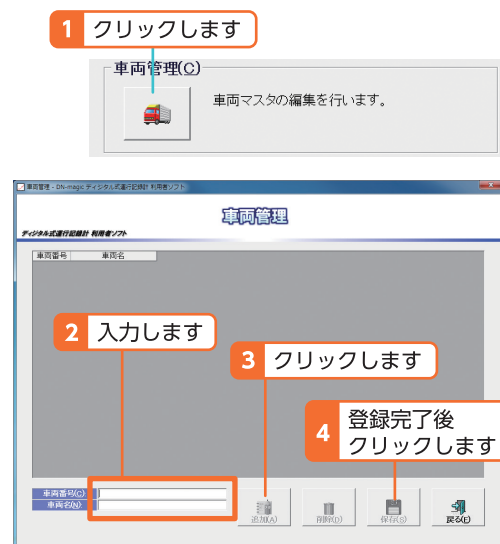 1 クリックします
車両管理(C)
車両マスタの編集を行います。
車両管理 - DN-magic ディジタル式運行記録計 利用者ソフト
車両管理
ディジタル式運行記録計 利用者ソフト
車両番号 車両名
2 入力します
3 クリックします
4 登録完了後
クリックします
車両番号(C)
車両名(N)
追加(A) 削除(D) 保存(S) 戻る(E)